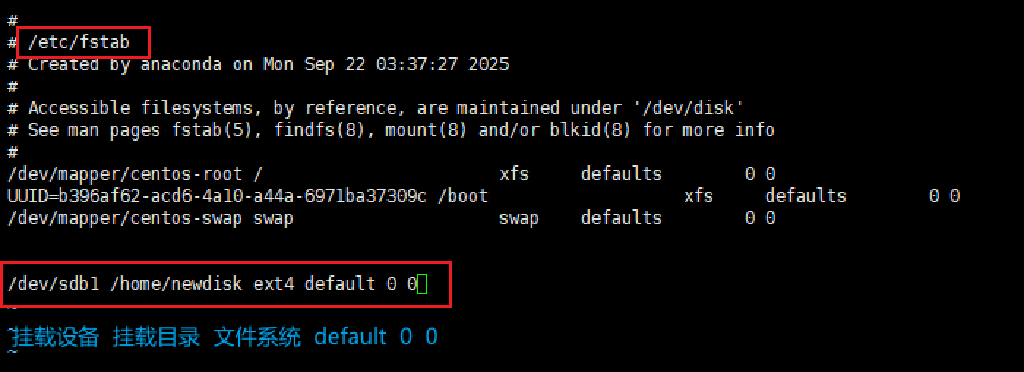 #
# /etc/fstab
# Created by anaconda on Mon Sep 22 03:37:27 2025
#
# Accessible filesystems, by reference, are maintained under '/dev/disk'
# See man pages fstab(5), findfs(8), mount(8) and/or blkid(8) for more info
#
/dev/mapper/centos-root / xfs defaults 0 0
UUID=b396af62-acd6-4a10-a44a-6971ba37309c /boot xfs defaults 0 0
/dev/mapper/centos-swap swap swap defaults 0 0
/dev/sdb1 /home/newdisk ext4 default 0 0
~
~
挂载设备 挂载目录 文件系统 default 0 0
~